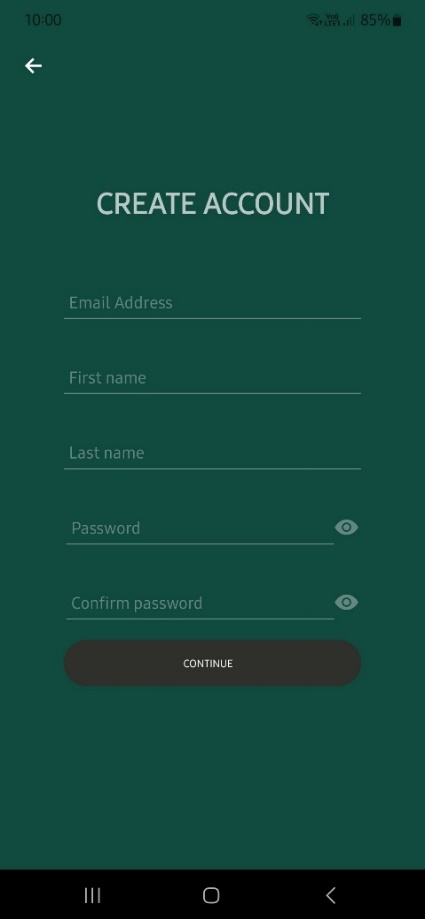 10:00
85%
CREATE ACCOUNT
Email Address
First name
Last name
Password
Confirm password
CONTINUE